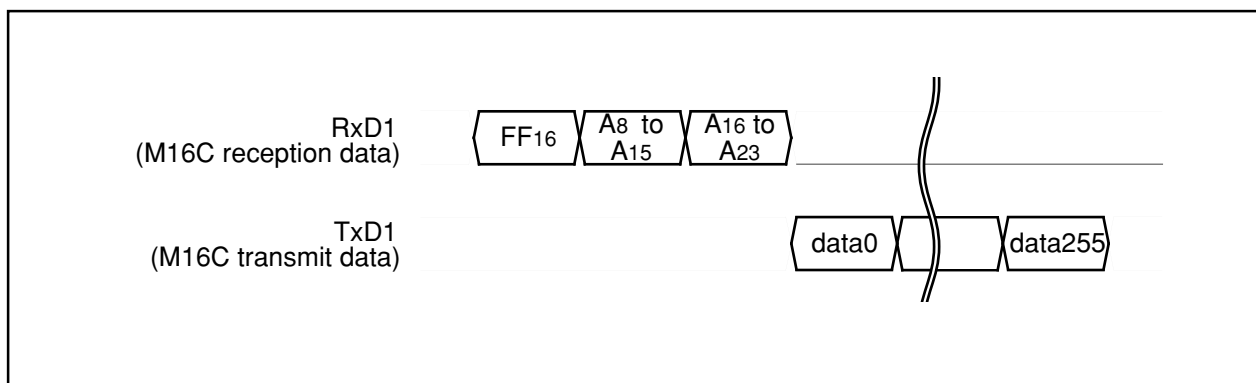 RxD1
(M16C reception data)
FF16
A8 to
A15
A16 to
A23
TxD1
(M16C transmit data)
data0
data255